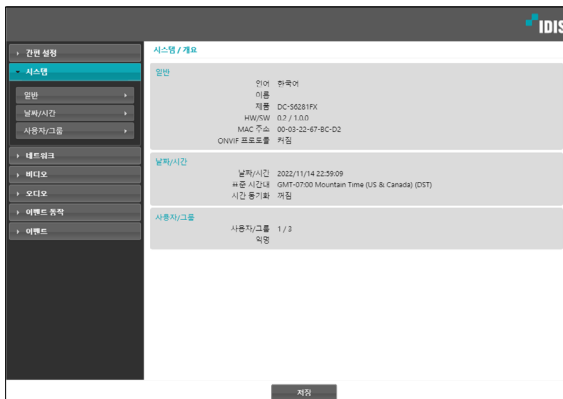 IDIS
간편 설정
시스템
일반
날짜/시간
사용자/그룹
네트워크
비디오
오디오
이벤트 동작
이벤트
시스템 / 개요
일반
언어 한국어
이름
제품 DC-S6281FX
HW/SW 0.2 / 1.0.0
MAC 주소 00-03-22-67-BC-D2
ONVIF 프로토콜 켜짐
날짜/시간
날짜/시간 2022/11/14 22:59:09
표준 시간대 GMT-07:00 Mountain Time (US & Canada) (DST)
시간 동기화 꺼짐
사용자/그룹
사용자/그룹 1 / 3
익명
저장